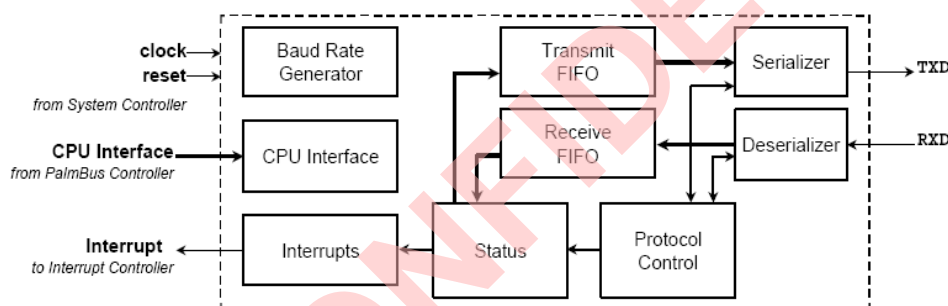 clock
reset
from System Controller
CPU Interface
from PalmBus Controller
Interrupt
to Interrupt Controller
Baud Rate
Generator
CPU Interface
Interrupts
Transmit
FIFO
Receive
FIFO
Status
Serializer
Deserializer
Protocol
Control
TXD
RXD
CONFIDE